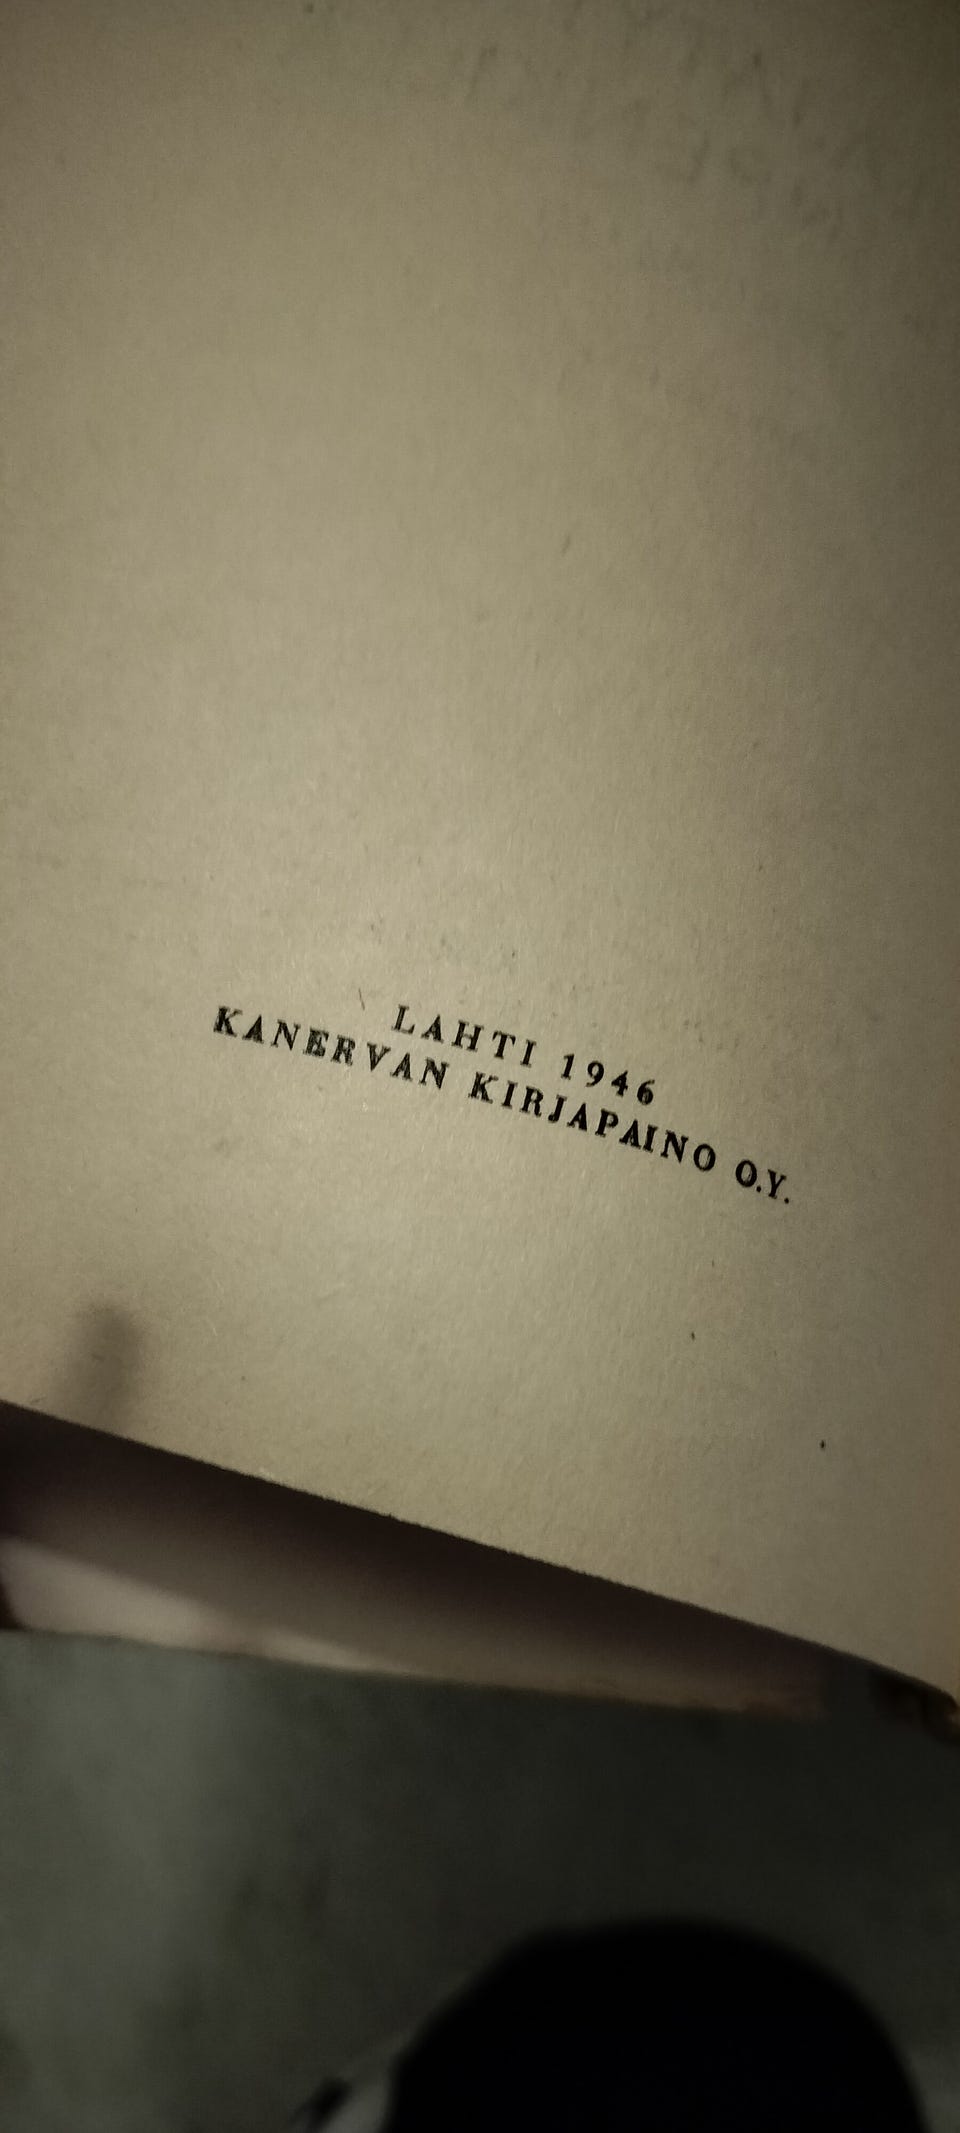 LAHTI 1946
KANERVAN KIRJAPAINO O.Y.